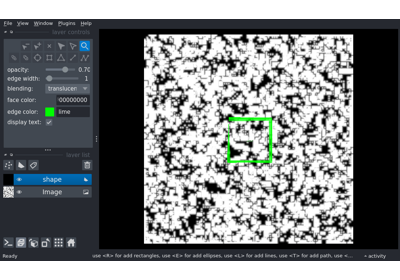 File View Window Plugins Help
layer controls
opacity: 0.70
edge width: 1
blending: translucen
face color: 00000000
edge color: lime
display text:
layer list
shape
Image
Ready
use <R> for add rectangles, use <E> for add ellipses, use <L> for add lines, use <T> for add path, use <...
activity